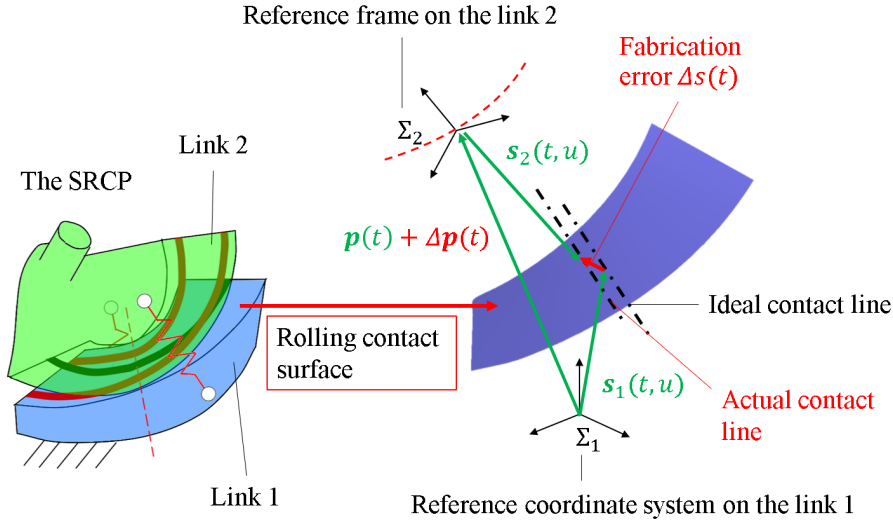 Reference frame on the link 2
Fabrication
error Δs(t)
Σ₂
Link 2
s₂(t, u)
The SRCP
p(t) + Δp(t)
Ideal contact line
Rolling contact
surface
s₁(t, u)
Actual contact
line
Σ₁
Link 1
Reference coordinate system on the link 1